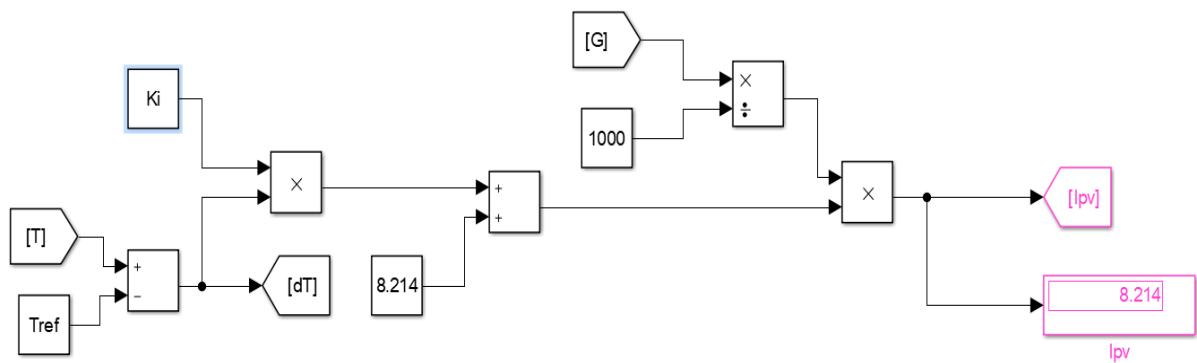 [G]
Ki
×
÷
1000
×
+
+
×
[Ipv]
[T]
+
−
[dT]
8.214
Tref
8.214
Ipv